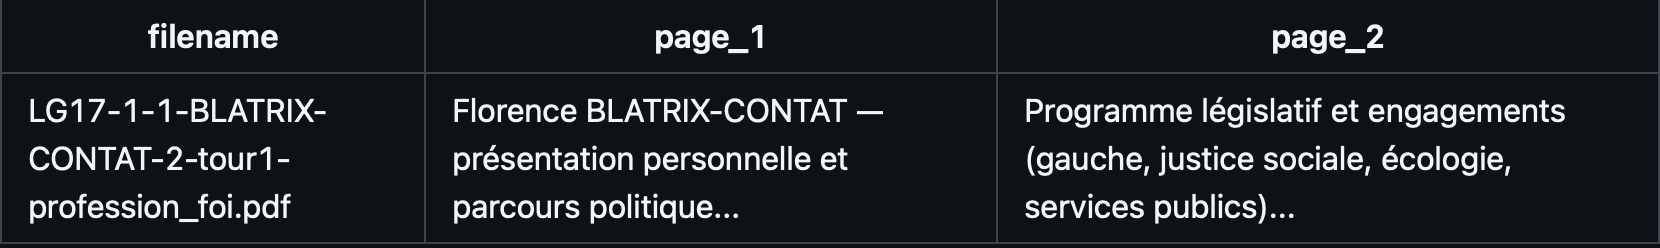 filename
page_1
page_2
LG17-1-1-BLATRIX-
CONTAT-2-tour1-
profession_foi.pdf
Florence BLATRIX-CONTAT —
présentation personnelle et
parcours politique...
Programme législatif et engagements
(gauche, justice sociale, écologie,
services publics)...